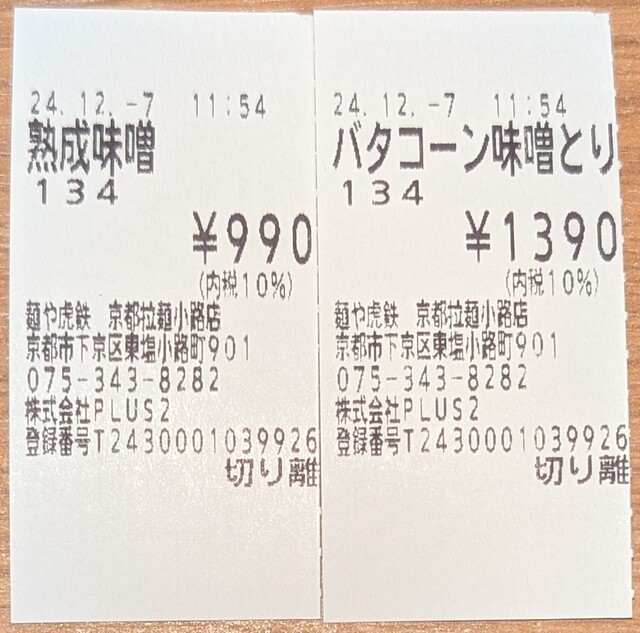 24.12.-7 11:54
熟成味噌
134
¥990
(内税10%)
麺や虎鉄 京都拉麺小路店
京都市下京区東塩小路町901
075-343-8282
株式会社PLUS2
登録番号T2430001039926
切り離
24.12.-7 11:54
バタコーン味噌とり
134
¥1390
(内税10%)
麺や虎鉄 京都拉麺小路店
京都市下京区東塩小路町901
075-343-8282
株式会社PLUS2
登録番号T2430001039926
切り離